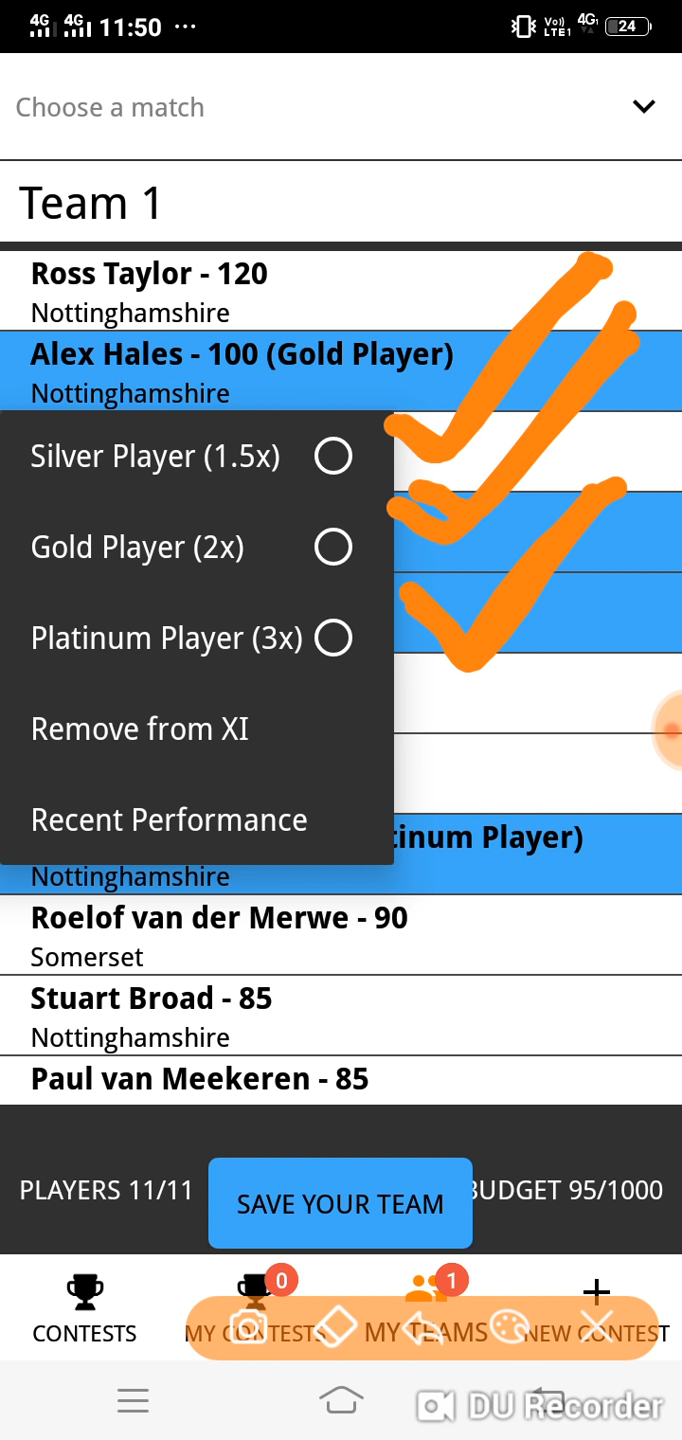 4G 4G 11:50 ... Vo)) LTE1 4G1 24
Choose a match
Team 1
Ross Taylor - 120
Nottinghamshire
Alex Hales - 100 (Gold Player)
Nottinghamshire
Silver Player (1.5x)
Gold Player (2x)
Platinum Player (3x)
Remove from XI
Recent Performance
tinum Player)
Nottinghamshire
Roelof van der Merwe - 90
Somerset
Stuart Broad - 85
Nottinghamshire
Paul van Meekeren - 85
PLAYERS 11/11 SAVE YOUR TEAM BUDGET 95/1000
0 1
CONTESTS MY CONTESTS MY TEAMS NEW CONTEST
DU Recorder